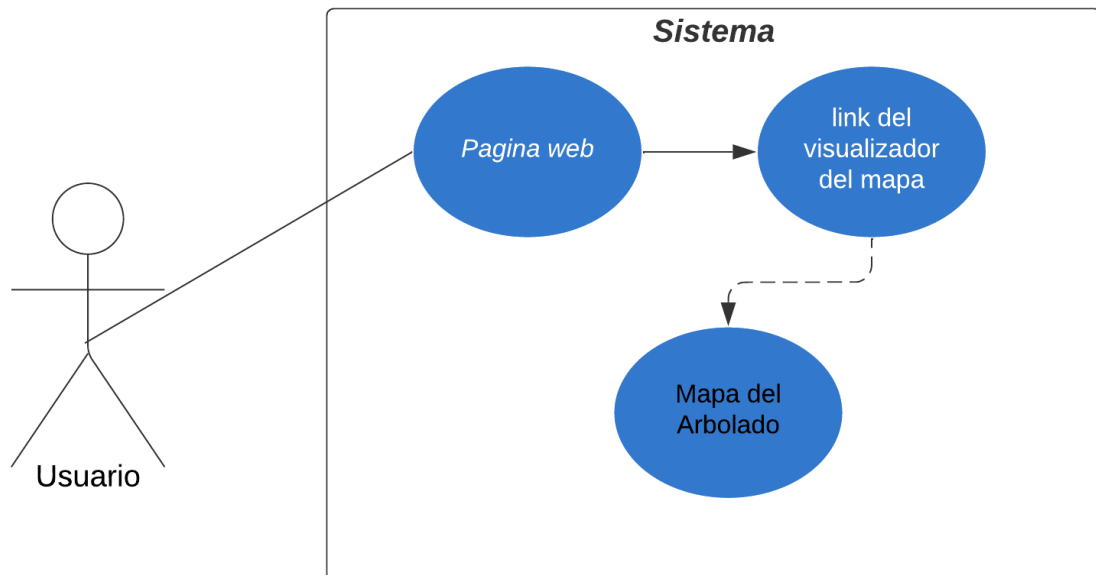 Sistema
Pagina web
link del
visualizador
del mapa
Mapa del
Arbolado
Usuario